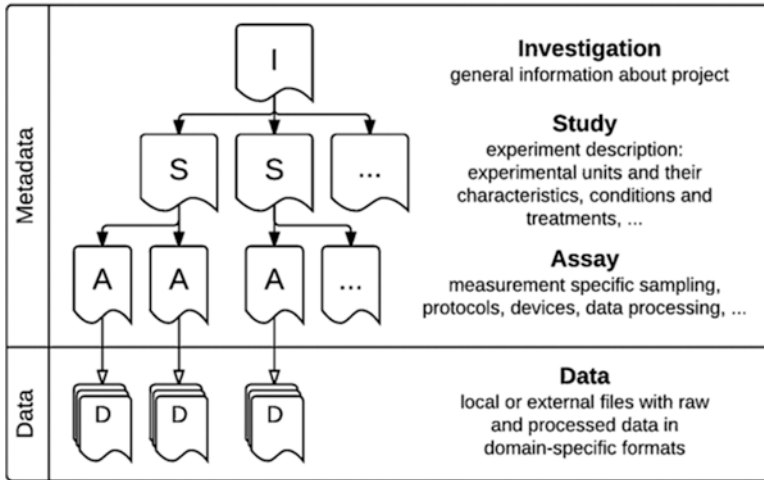 Metadata
I
Investigation
general information about project
S
S
...
Study
experiment description:
experimental units and their
characteristics, conditions and
treatments, ...
A
A
A
...
Assay
measurement specific sampling,
protocols, devices, data processing, ...
Data
D
D
D
Data
local or external files with raw
and processed data in
domain-specific formats